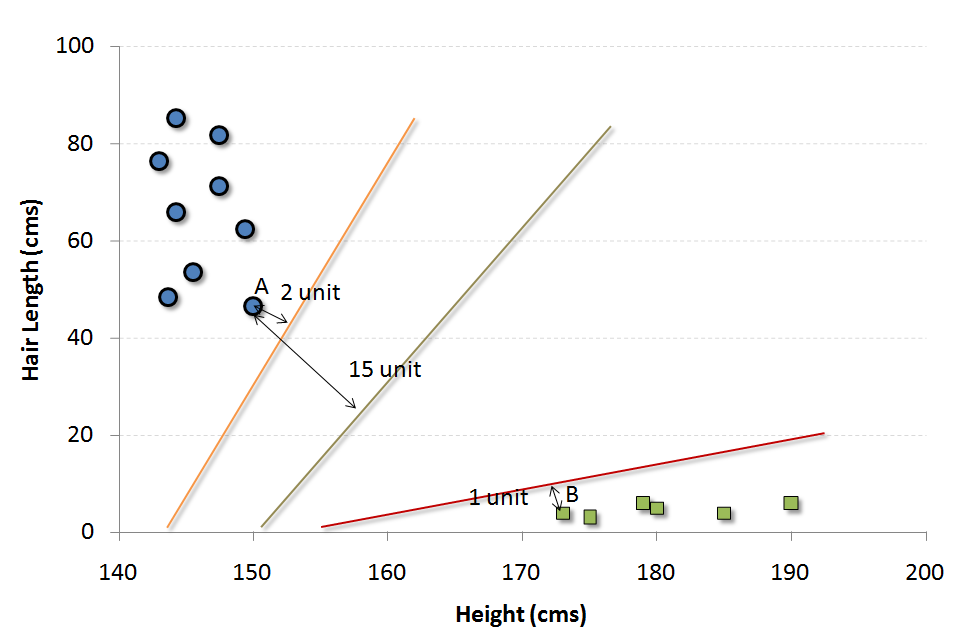 100
80
60
40
20
0
Hair Length (cms)
A
2 unit
15 unit
1 unit
B
140 150 160 170 180 190 200
Height (cms)